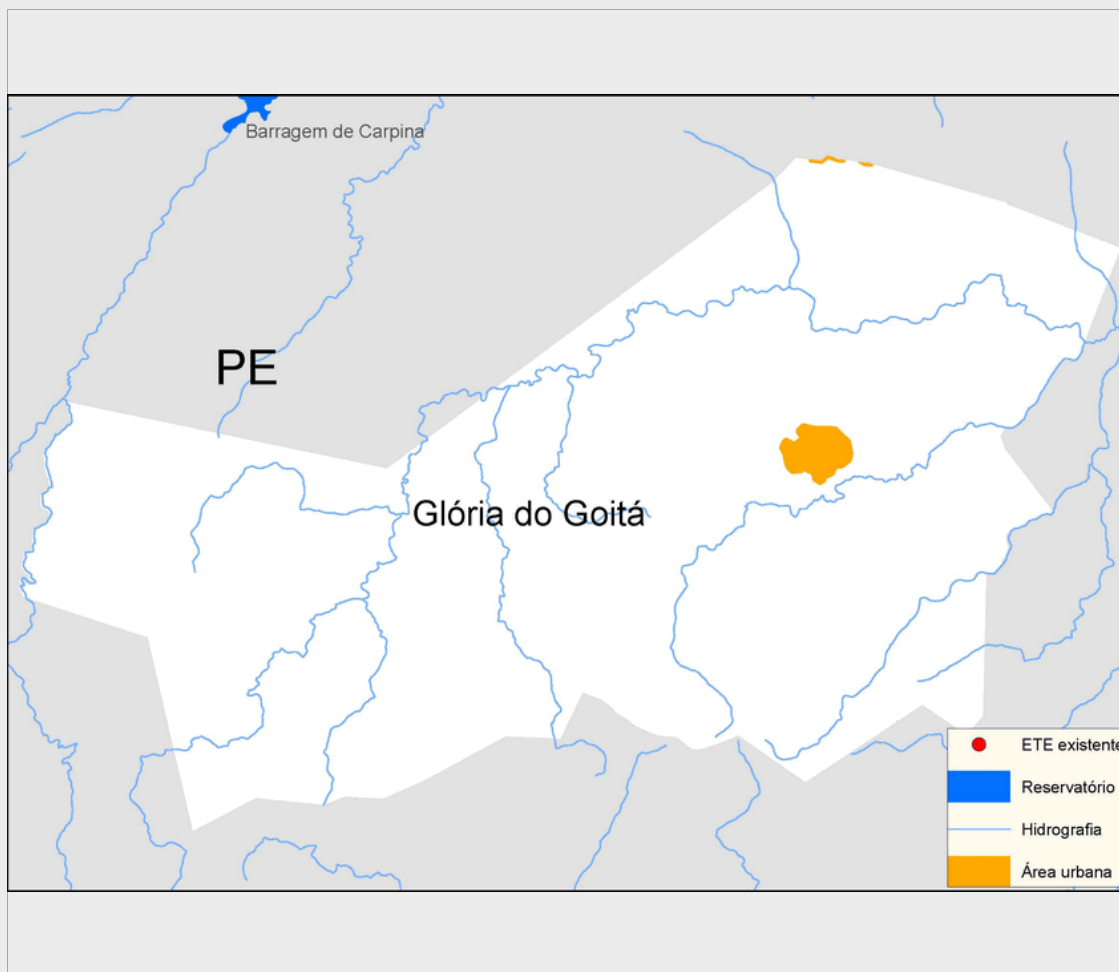 Barragem de Carpina
PE
Glória do Goitá
ETE existente
Reservatório
Hidrografia
Área urbana